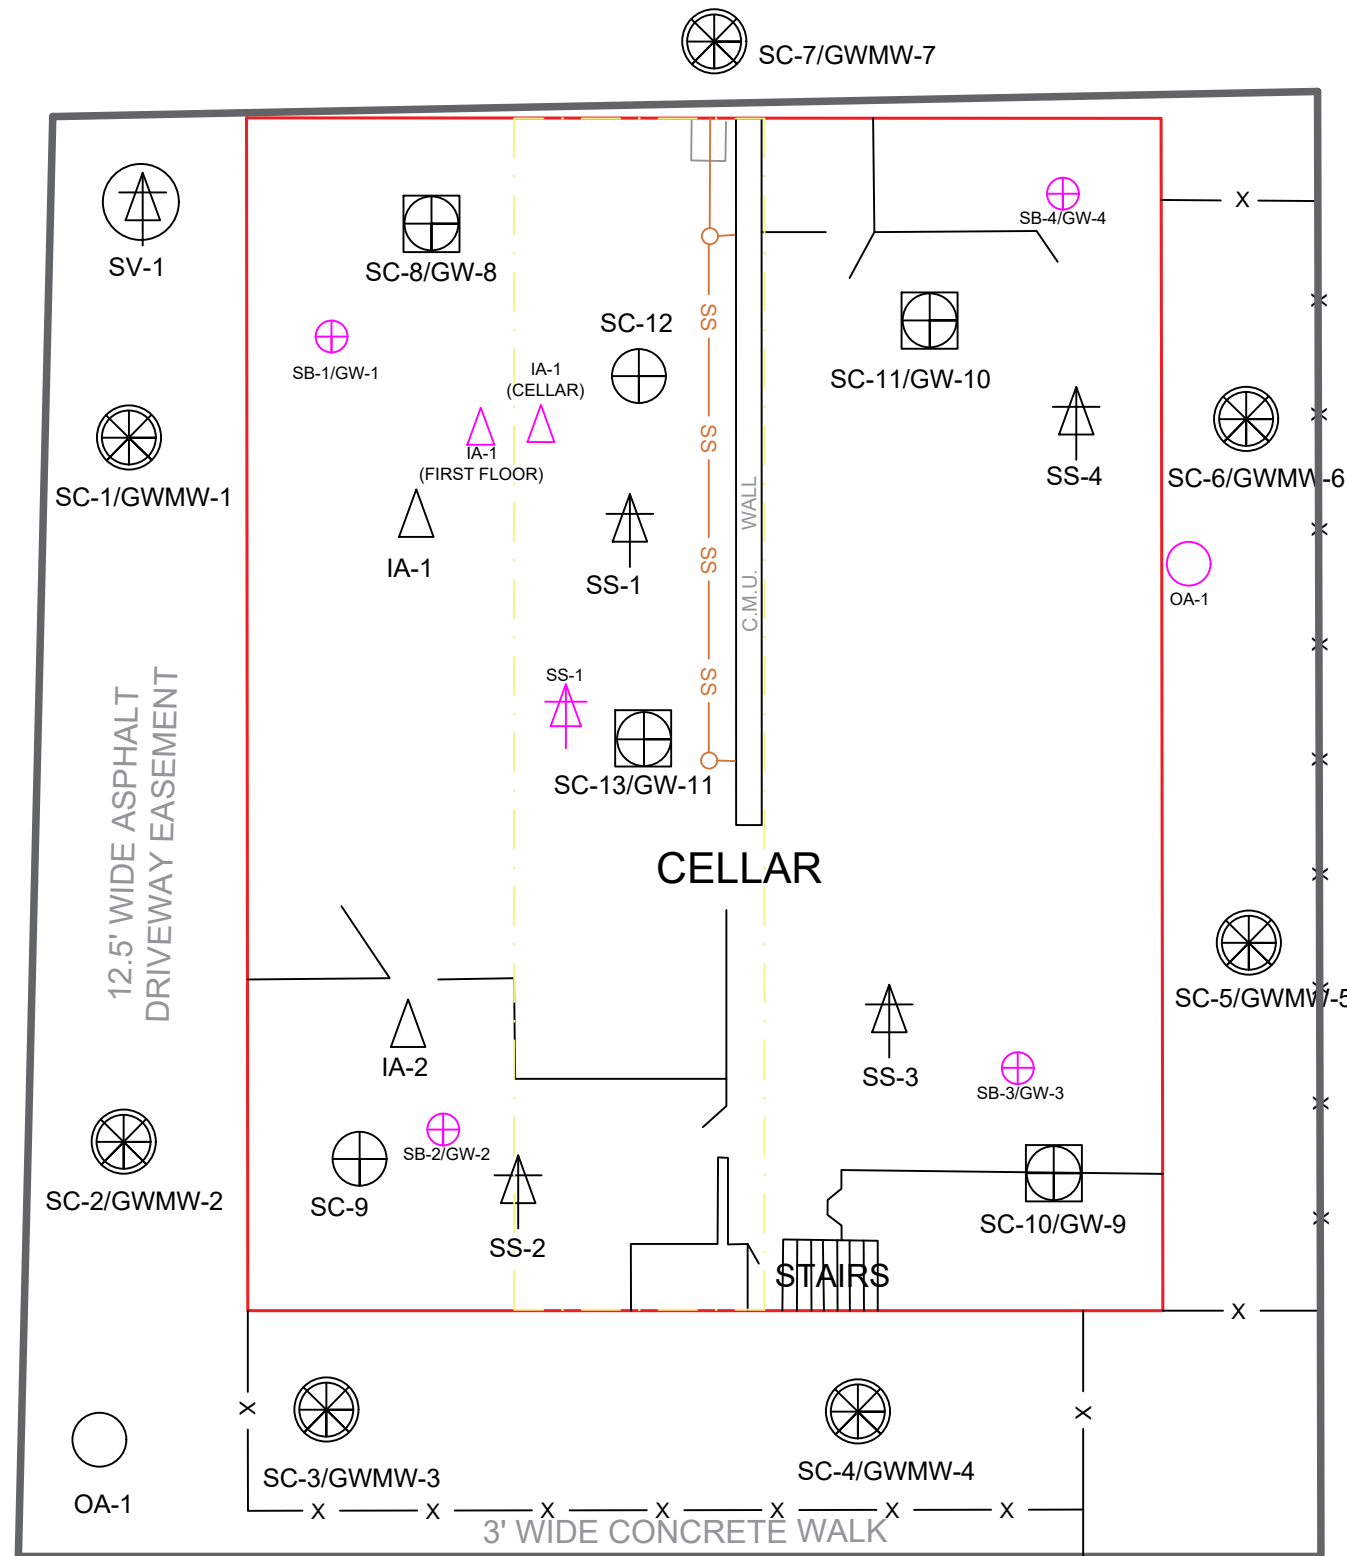 SC-7/GWMW-7
SV-1
SC-8/GW-8
SB-4/GW-4
X
SS
SC-12
SB-1/GW-1
IA-1
(CELLAR)
SC-11/GW-10
IA-1
(FIRST FLOOR)
SS
SC-1/GWMW-1
SS-4
SC-6/GWMW-6
C.M.U. WALL
IA-1
SS-1
SS
OA-1
SS-1
SS
12.5' WIDE ASPHALT
DRIVEWAY EASEMENT
SC-13/GW-11
CELLAR
SC-5/GWMW-5
IA-2
SS-3
SB-3/GW-3
SB-2/GW-2
SC-2/GWMW-2
SC-9
SS-2
SC-10/GW-9
STAIRS
X
X
X
SC-3/GWMW-3
SC-4/GWMW-4
OA-1
X X X X X X X
3' WIDE CONCRETE WALK
X
X
X
X
X
X
X
X
X